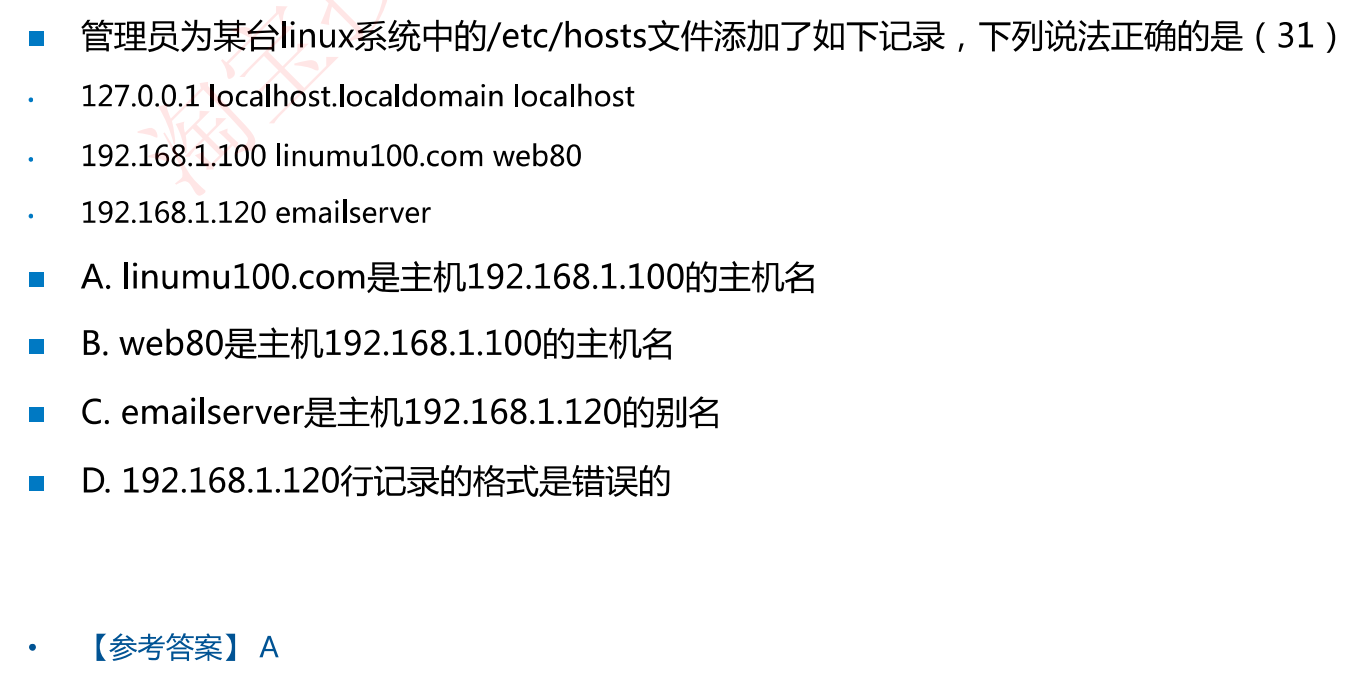 管理员为某台linux系统中的/etc/hosts文件添加了如下记录，下列说法正确的是（31）
127.0.0.1 localhost.localdomain localhost
192.168.1.100 linumu100.com web80
192.168.1.120 emailserver
A. linumu100.com是主机192.168.1.100的主机名
B. web80是主机192.168.1.100的主机名
C. emailserver是主机192.168.1.120的别名
D. 192.168.1.120行记录的格式是错误的
【参考答案】 A